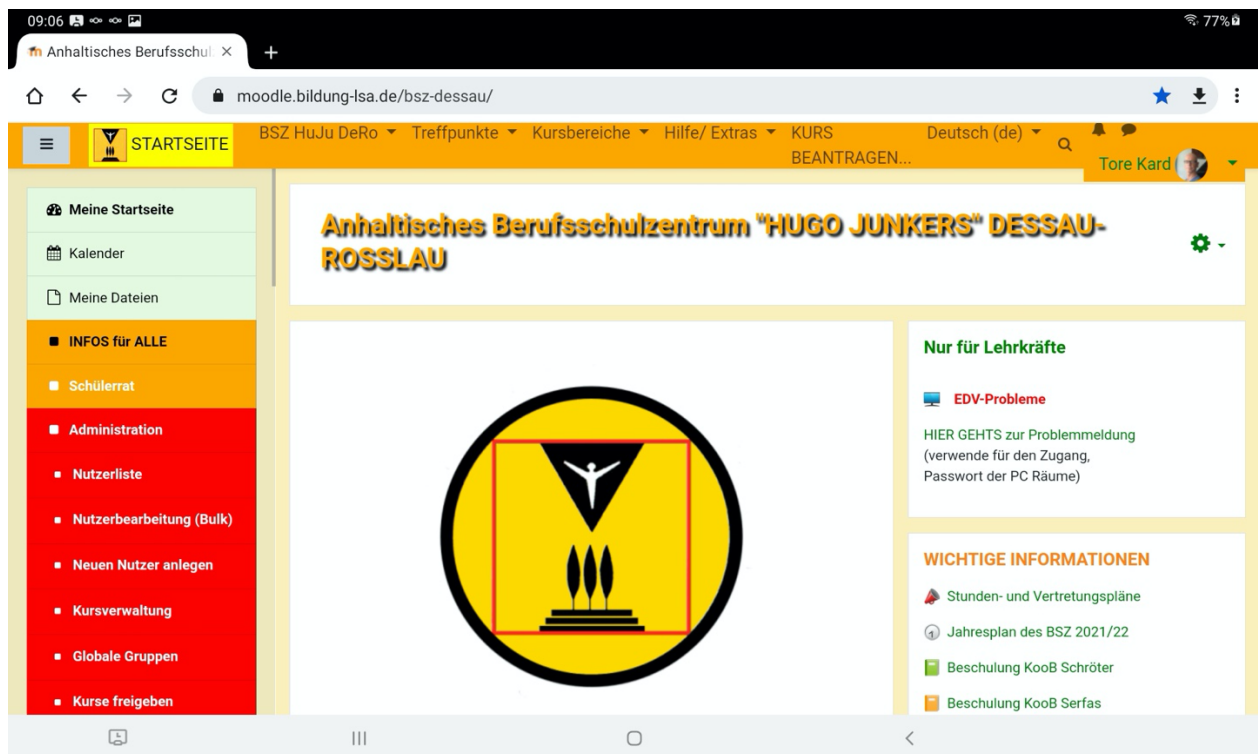 09:06
77%
Anhaltisches Berufsschul
moodle.bildung-lsa.de/bsz-dessau/
STARTSEITE
BSZ HuJu DeRo
Treffpunkte
Kursbereiche
Hilfe/ Extras
KURS
BEANTRAGEN...
Deutsch (de)
Tore Kard
Meine Startseite
Kalender
Meine Dateien
INFOS für ALLE
Schülerrat
Administration
Nutzerliste
Nutzerbearbeitung (Bulk)
Neuen Nutzer anlegen
Kursverwaltung
Globale Gruppen
Kurse freigeben
Anhaltisches Berufsschulzentrum "HUGO JUNKERS" DESSAU-
ROSSLAU
Nur für Lehrkräfte
EDV-Probleme
HIER GEHTS zur Problemmeldung
(verwende für den Zugang,
Passwort der PC Räume)
WICHTIGE INFORMATIONEN
Stunden- und Vertretungspläne
Jahresplan des BSZ 2021/22
Beschulung KooB Schröter
Beschulung KooB Serfas